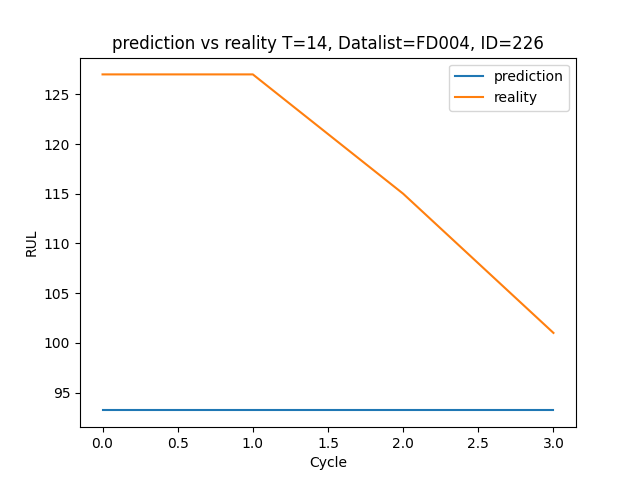 prediction vs reality T=14, Datalist=FD004, ID=226
prediction
reality
125
120
115
110
105
100
95
RUL
0.0 0.5 1.0 1.5 2.0 2.5 3.0
Cycle